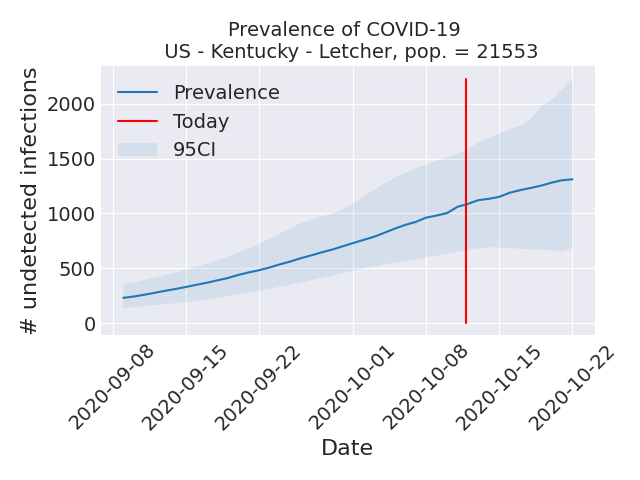 Prevalence of COVID-19
US - Kentucky - Letcher, pop. = 21553
# undetected infections
2000
1500
1000
500
0
Prevalence
Today
95CI
2020-09-08
2020-09-15
2020-09-22
2020-10-01
2020-10-08
2020-10-15
2020-10-22
Date